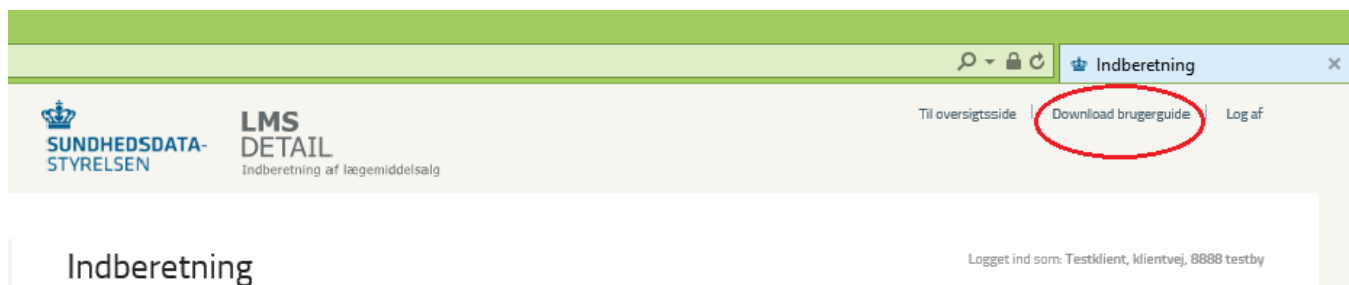 Indberetning
Til oversigtsside
Download brugerguide
Log af
SUNDHEDSDATA-
STYRELSEN
LMS
DETAIL
Indberetning af lægemiddelsalg
Indberetning
Logget ind som: Testklient, klientvej, 8888 testby